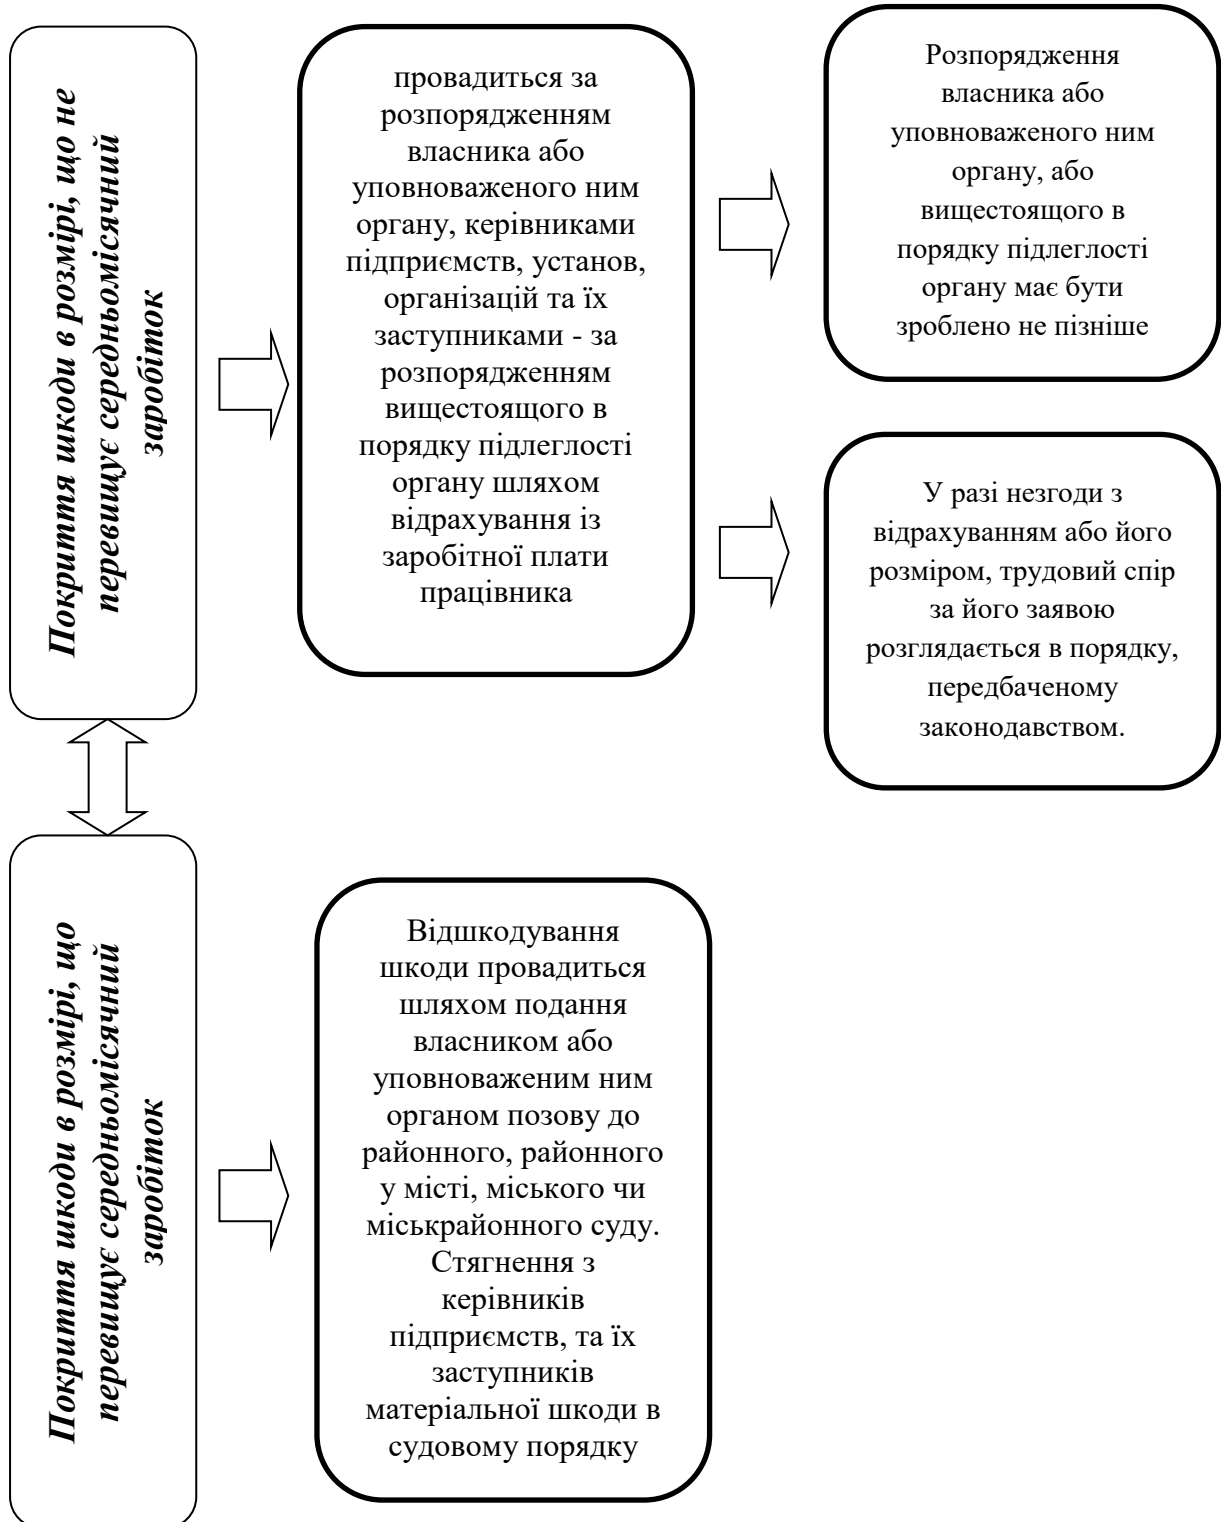 Покриття шкоди в розмірі, що не
перевищує середньомісячний
заробіток
провадиться за
розпорядженням
власника або
уповноваженого ним
органу, керівниками
підприємств, установ,
організацій та їх
заступниками - за
розпорядженням
вищестоящого в
порядку підлеглості
органу шляхом
відрахування із
заробітної плати
працівника
Розпорядження
власника або
уповноваженого ним
органу, або
вищестоящого в
порядку підлеглості
органу має бути
зроблено не пізніше
У разі незгоди з
відрахуванням або його
розміром, трудовий спір
за його заявою
розглядається в порядку,
передбаченому
законодавством.
Покриття шкоди в розмірі, що
перевищує середньомісячний
заробіток
Відшкодування
шкоди провадиться
шляхом подання
власником або
уповноваженим ним
органом позову до
районного, районного
у місті, міського чи
міськрайонного суду.
Стягнення з
керівників
підприємств, та їх
заступників
матеріальної шкоди в
судовому порядку